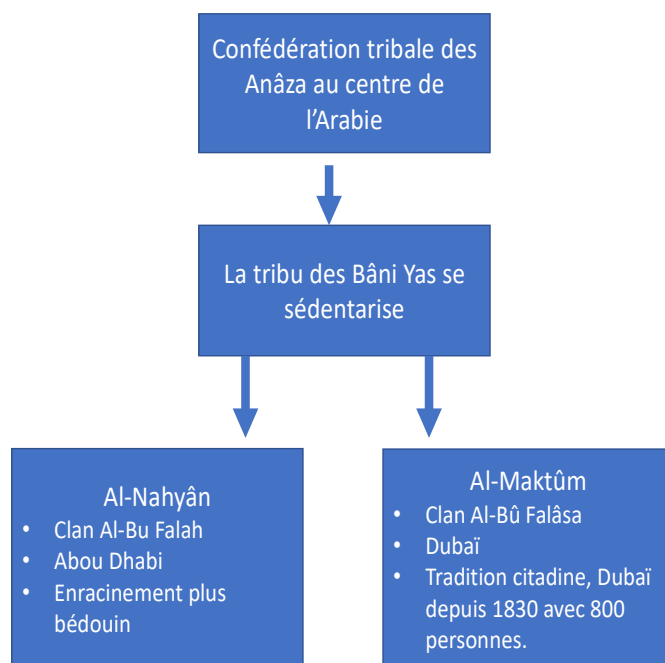 Confédération tribale des
Anâza au centre de
l’Arabie
La tribu des Bâni Yas se
sédentarise
Al-Nahyân
• Clan Al-Bu Falah
• Abou Dhabi
• Enracinement plus
bédouin
Al-Maktûm
• Clan Al-Bû Falâsa
• Dubaï
• Tradition citadine, Dubaï
depuis 1830 avec 800
personnes.